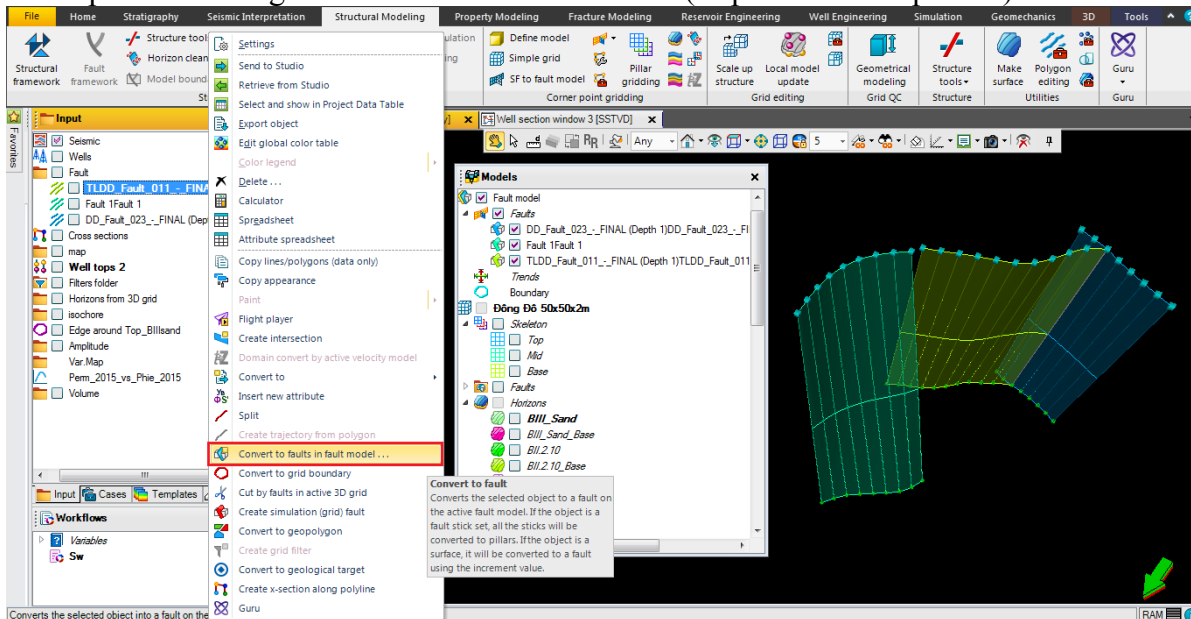 File Home Stratigraphy Seismic Interpretation Structural Modeling Property Modeling Fracture Modeling Reservoir Engineering Well Engineering Simulation Geomechanics 3D Tools
Structural framework
Fault framework
Structure tool
Horizon clean
Model bound
Define model
Simple grid
SF to fault model
Pillar gridding
Corner point gridding
Scale up structure
Local model update
Grid editing
Geometrical modeling
Grid QC
Structure tools
Structure
Make surface
Polygon editing
Utilities
Guru
Guru
Favorites
Input
Seismic
Wells
Fault
TLDD_Fault_011_-_FINA
Fault 1Fault 1
DD_Fault_023_-_FINAL (Dep
Cross sections
map
Well tops 2
Filters folder
Horizons from 3D grid
isochore
Edge around Top_BIIIsand
Amplitude
Var.Map
Perm_2015_vs_Phie_2015
Volume
Input Cases Templates
Workflows
Variables
Sw
Converts the selected object into a fault on the
Settings
Send to Studio
Retrieve from Studio
Select and show in Project Data Table
Export object
Edit global color table
Color legend
Delete . . .
Calculator
Spreadsheet
Attribute spreadsheet
Copy lines/polygons (data only)
Copy appearance
Paint
Flight player
Create intersection
Domain convert by active velocity model
Convert to
Insert new attribute
Split
Create trajectory from polygon
Convert to faults in fault model . . .
Convert to grid boundary
Cut by faults in active 3D grid
Create simulation (grid) fault
Convert to geopolygon
Create grid filter
Convert to geological target
Create x-section along polyline
Guru
Convert to fault
Converts the selected object to a fault on
the active fault model. If the object is a
fault stick set, all the sticks will be
converted to pillars. If the object is a
surface, it will be converted to a fault
using the increment value.
Well section window 3 [SSTVD]
Any 5
Models
Fault model
Faults
DD_Fault_023_-_FINAL (Depth 1)DD_Fault_023_-_FI
Fault 1Fault 1
TLDD_Fault_011_-_FINAL (Depth 1)TLDD_Fault_011
Trends
Boundary
Đông Đô 50x50x2m
Skeleton
Top
Mid
Base
Faults
Horizons
BIII_Sand
BIII_Sand_Base
BII.2.10
BII.2.10_Base
RAM